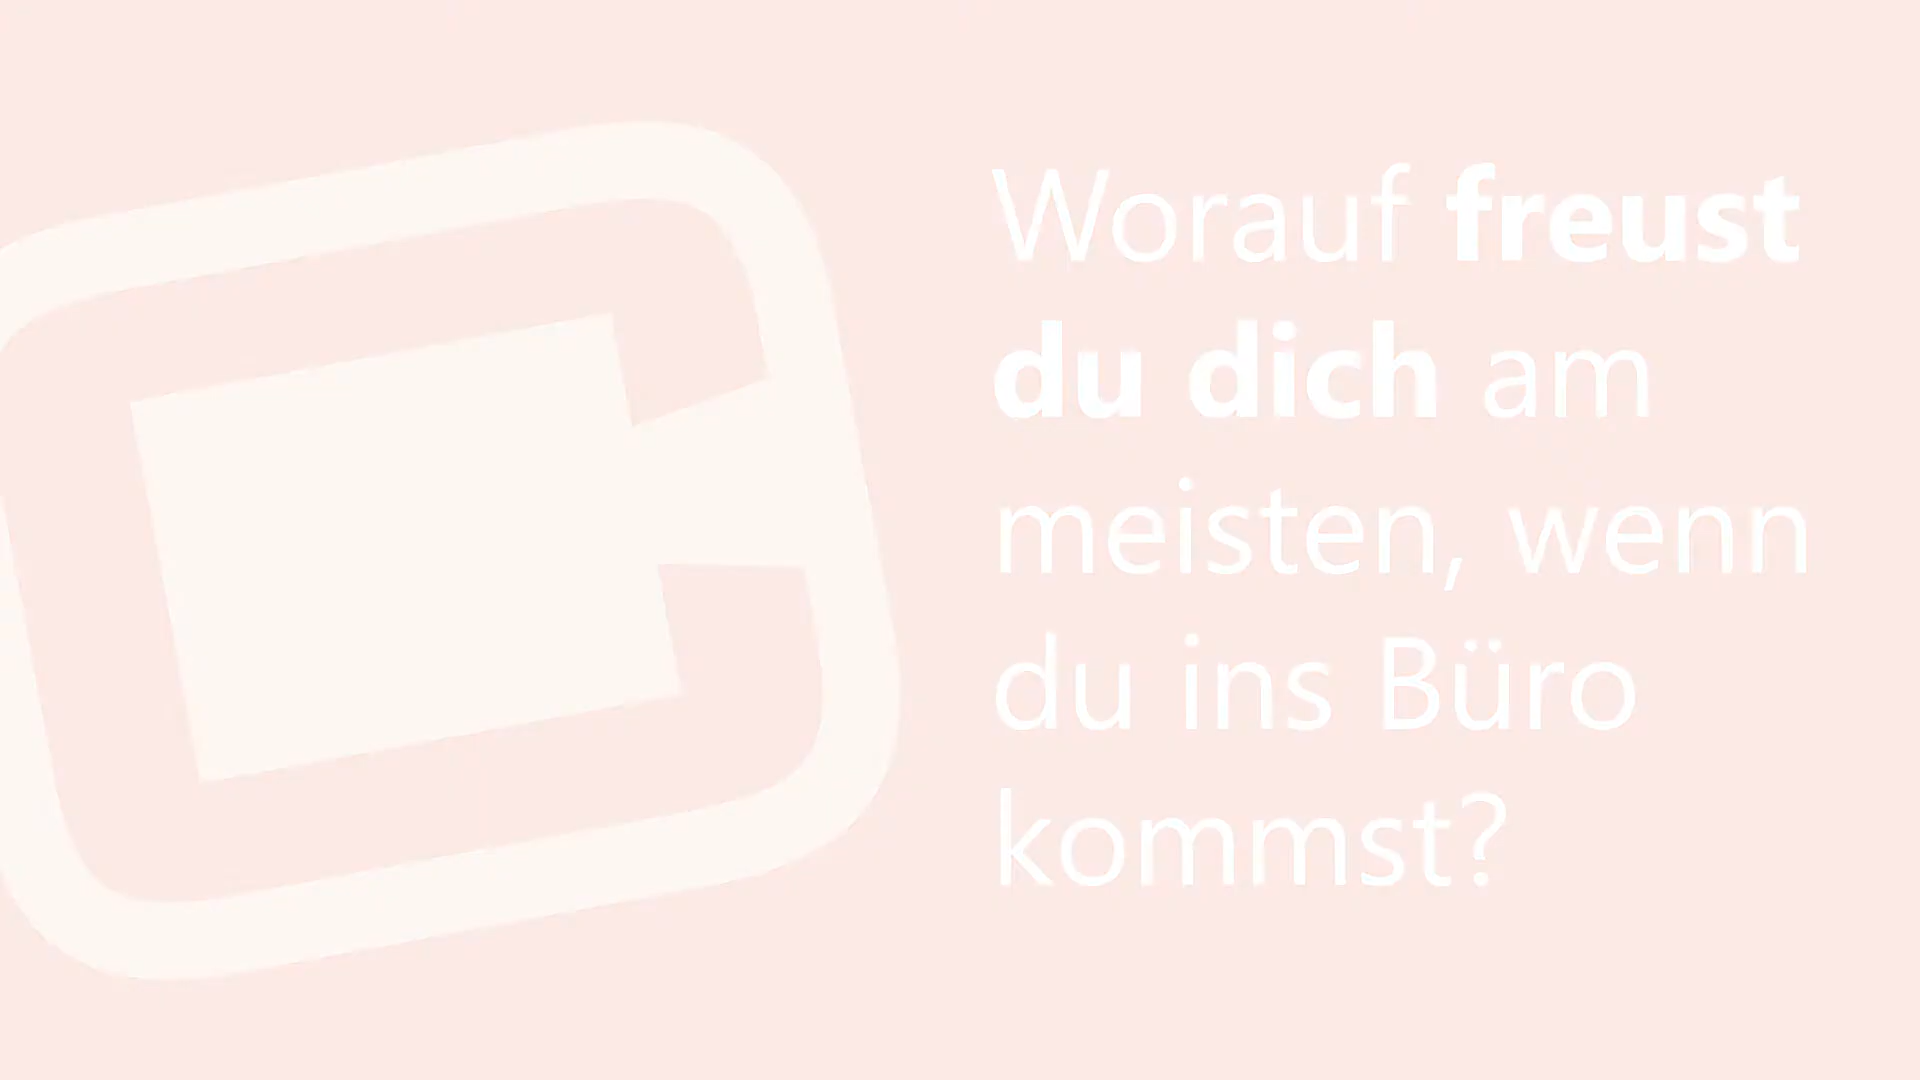 Worauf freust
du dich am
meisten, wenn
du ins Büro
kommst?